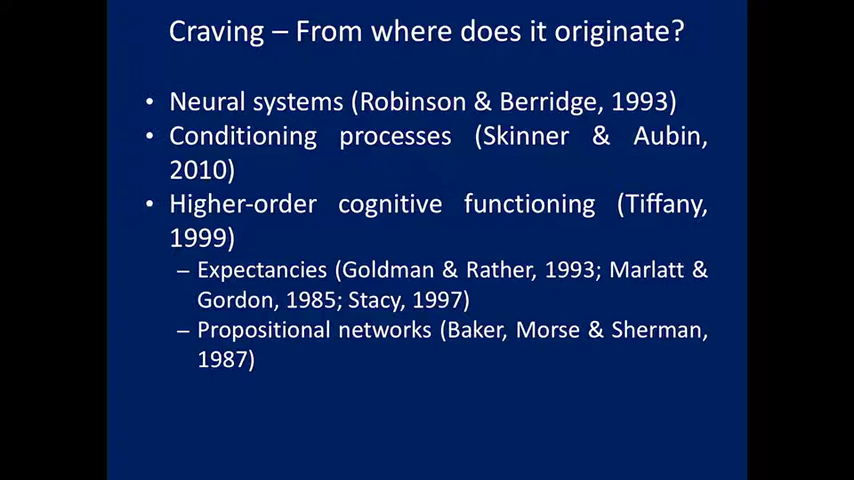 Craving – From where does it originate?
• Neural systems (Robinson & Berridge, 1993)
• Conditioning processes (Skinner & Aubin,
2010)
• Higher-order cognitive functioning (Tiffany,
1999)
– Expectancies (Goldman & Rather, 1993; Marlatt &
Gordon, 1985; Stacy, 1997)
– Propositional networks (Baker, Morse & Sherman,
1987)